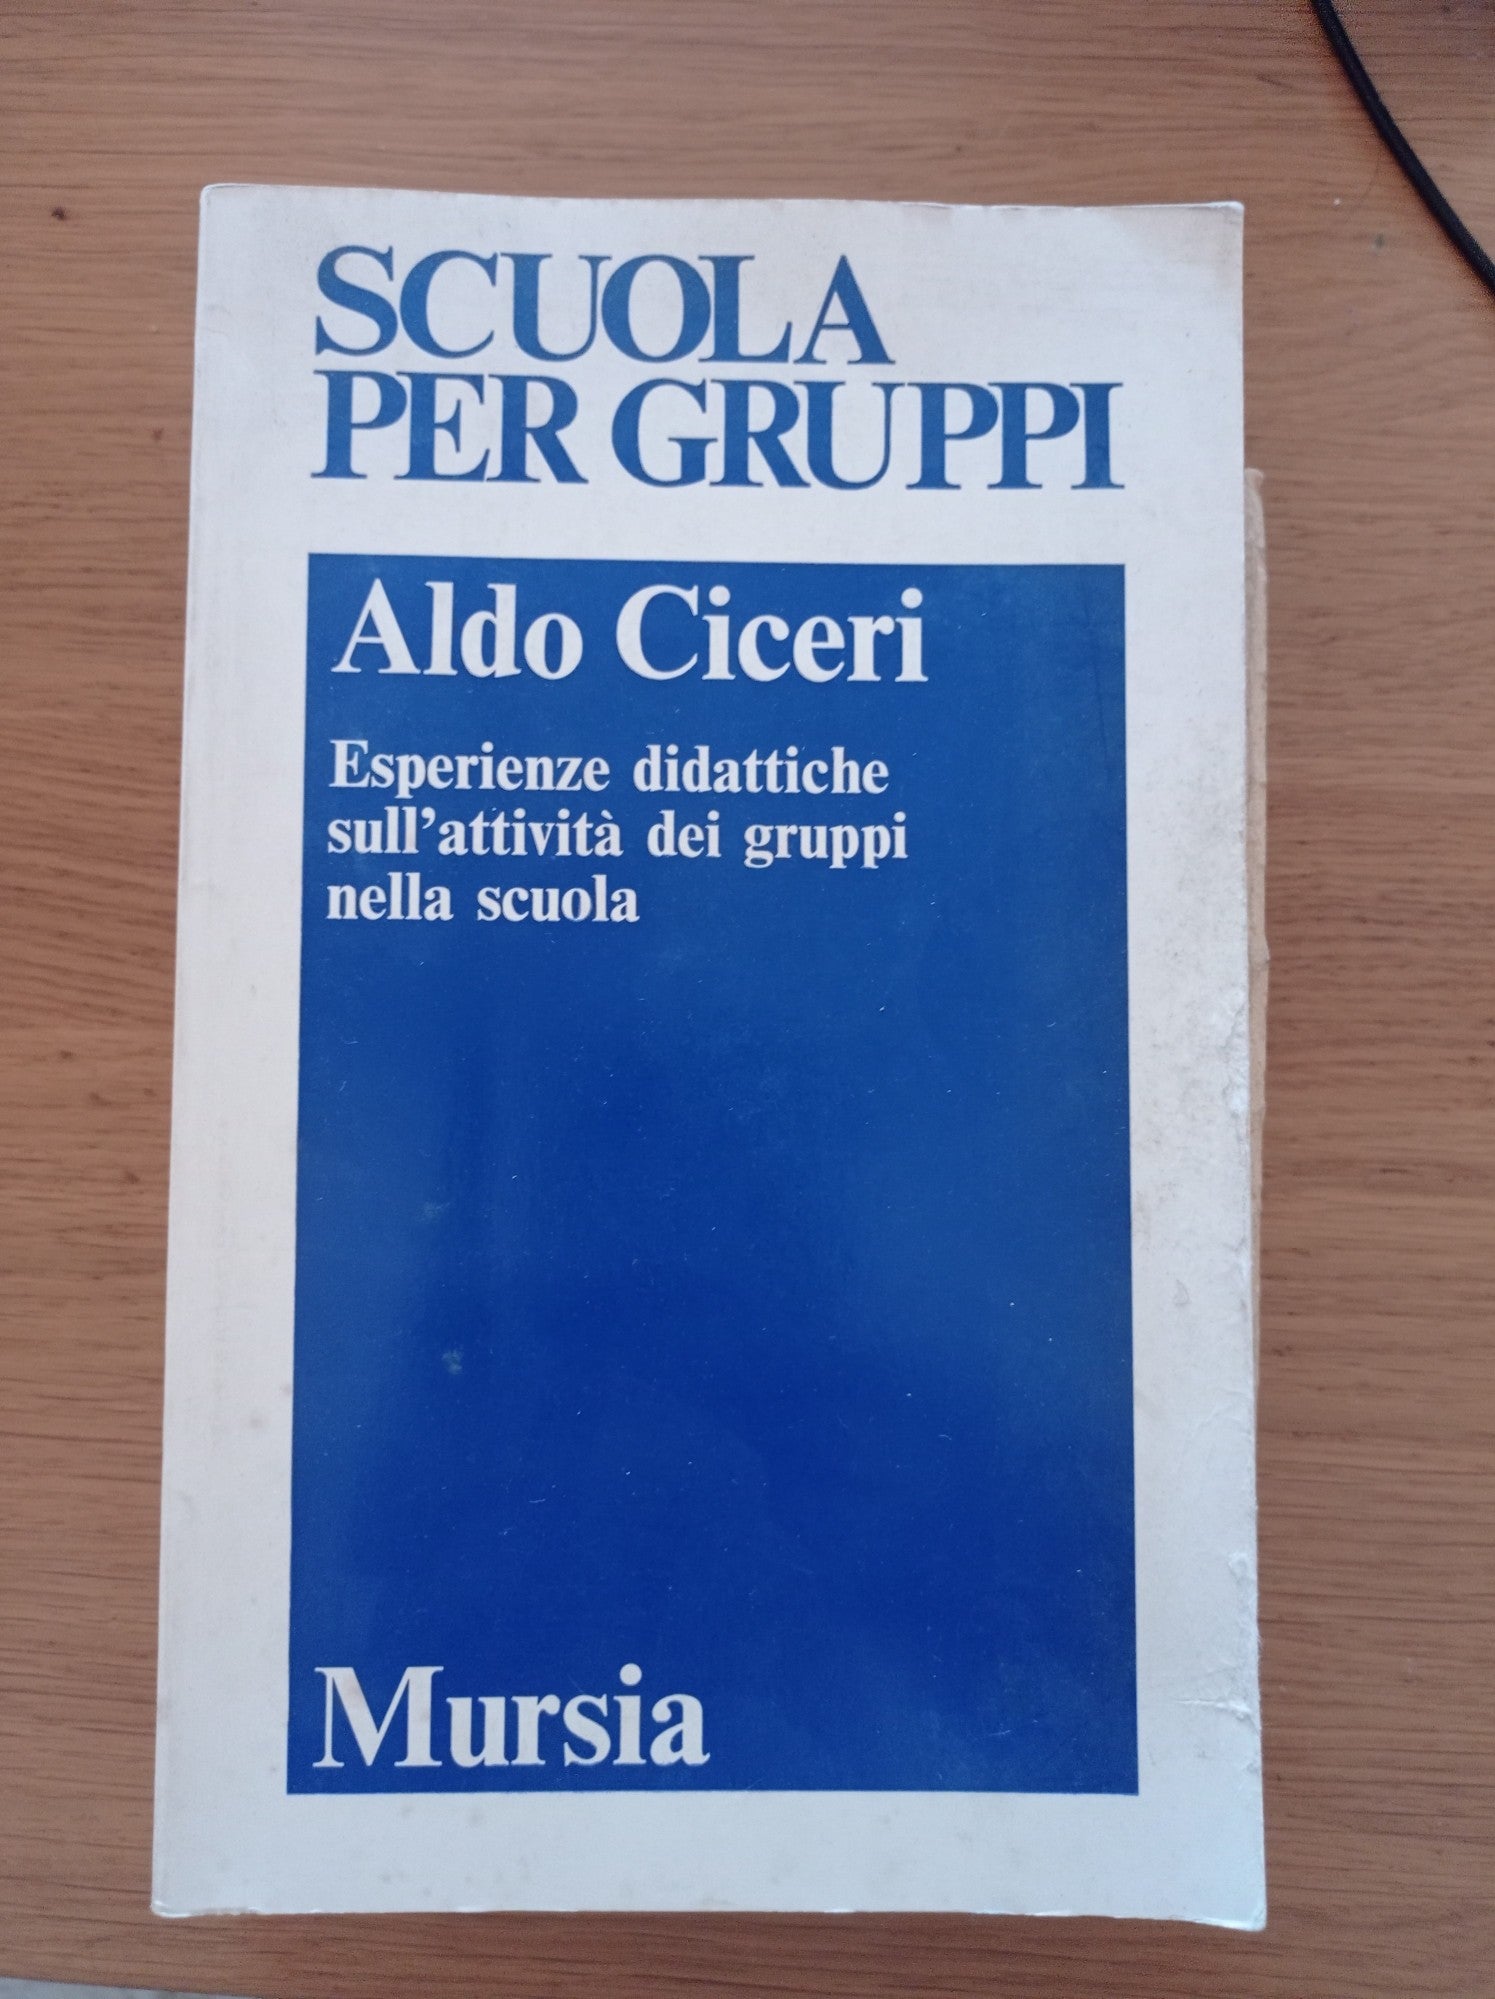 SCUOLA
PER GRUPPI
Aldo Ciceri
Esperienze didattiche
sull'attività dei gruppi
nella scuola
Mursia